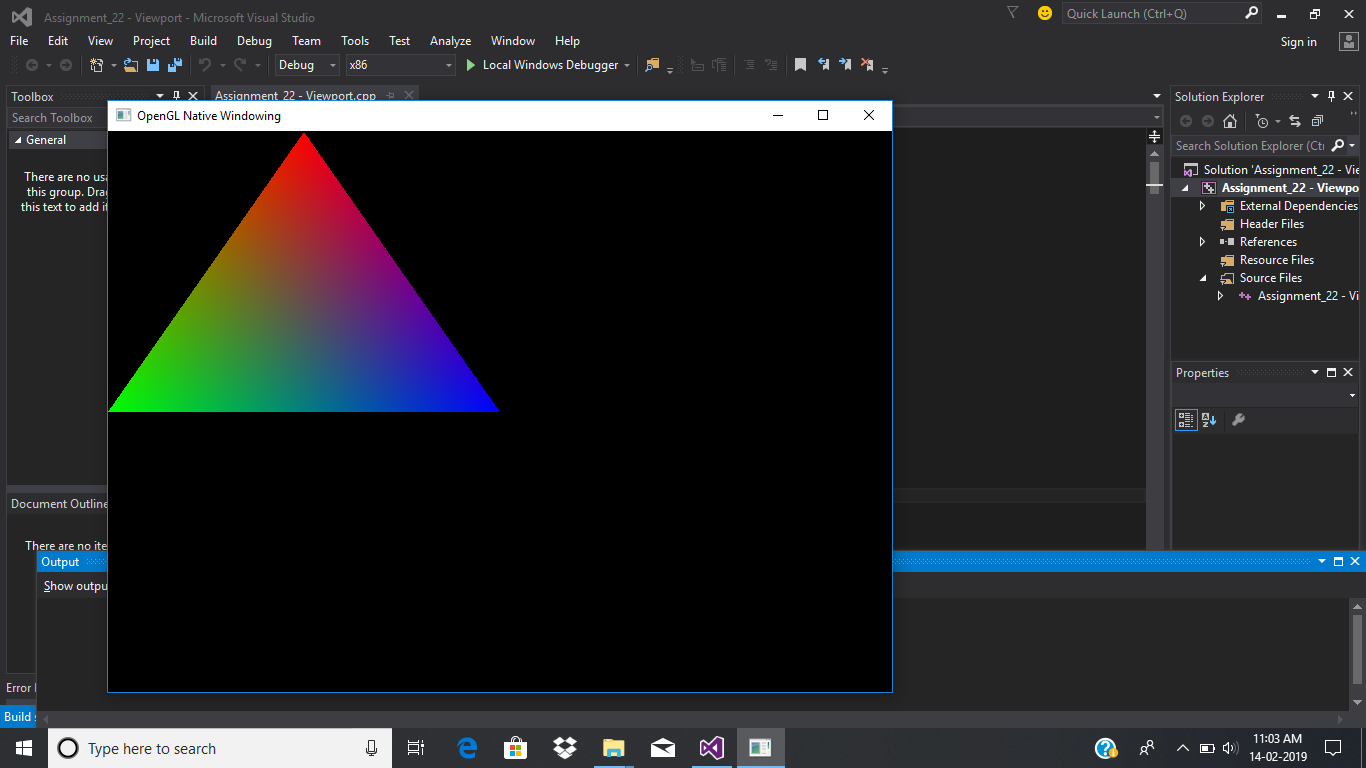 Assignment_22 - Viewport - Microsoft Visual Studio
Quick Launch (Ctrl+Q)
File Edit View Project Build Debug Team Tools Test Analyze Window Help
Sign in
Debug x86 Local Windows Debugger
Toolbox
Assignment_22 - Viewport.cpp
Search Toolbox
General
There are no usa
this group. Drag
this text to add it
Document Outline
There are no ite
OpenGL Native Windowing
Solution Explorer
Search Solution Explorer (Ctr
Solution 'Assignment_22 - Vie
Assignment_22 - Viewpo
External Dependencies
Header Files
References
Resource Files
Source Files
Assignment_22 - Vi
Properties
Output
Show outpu
Error
Build s
Type here to search
11:03 AM
14-02-2019